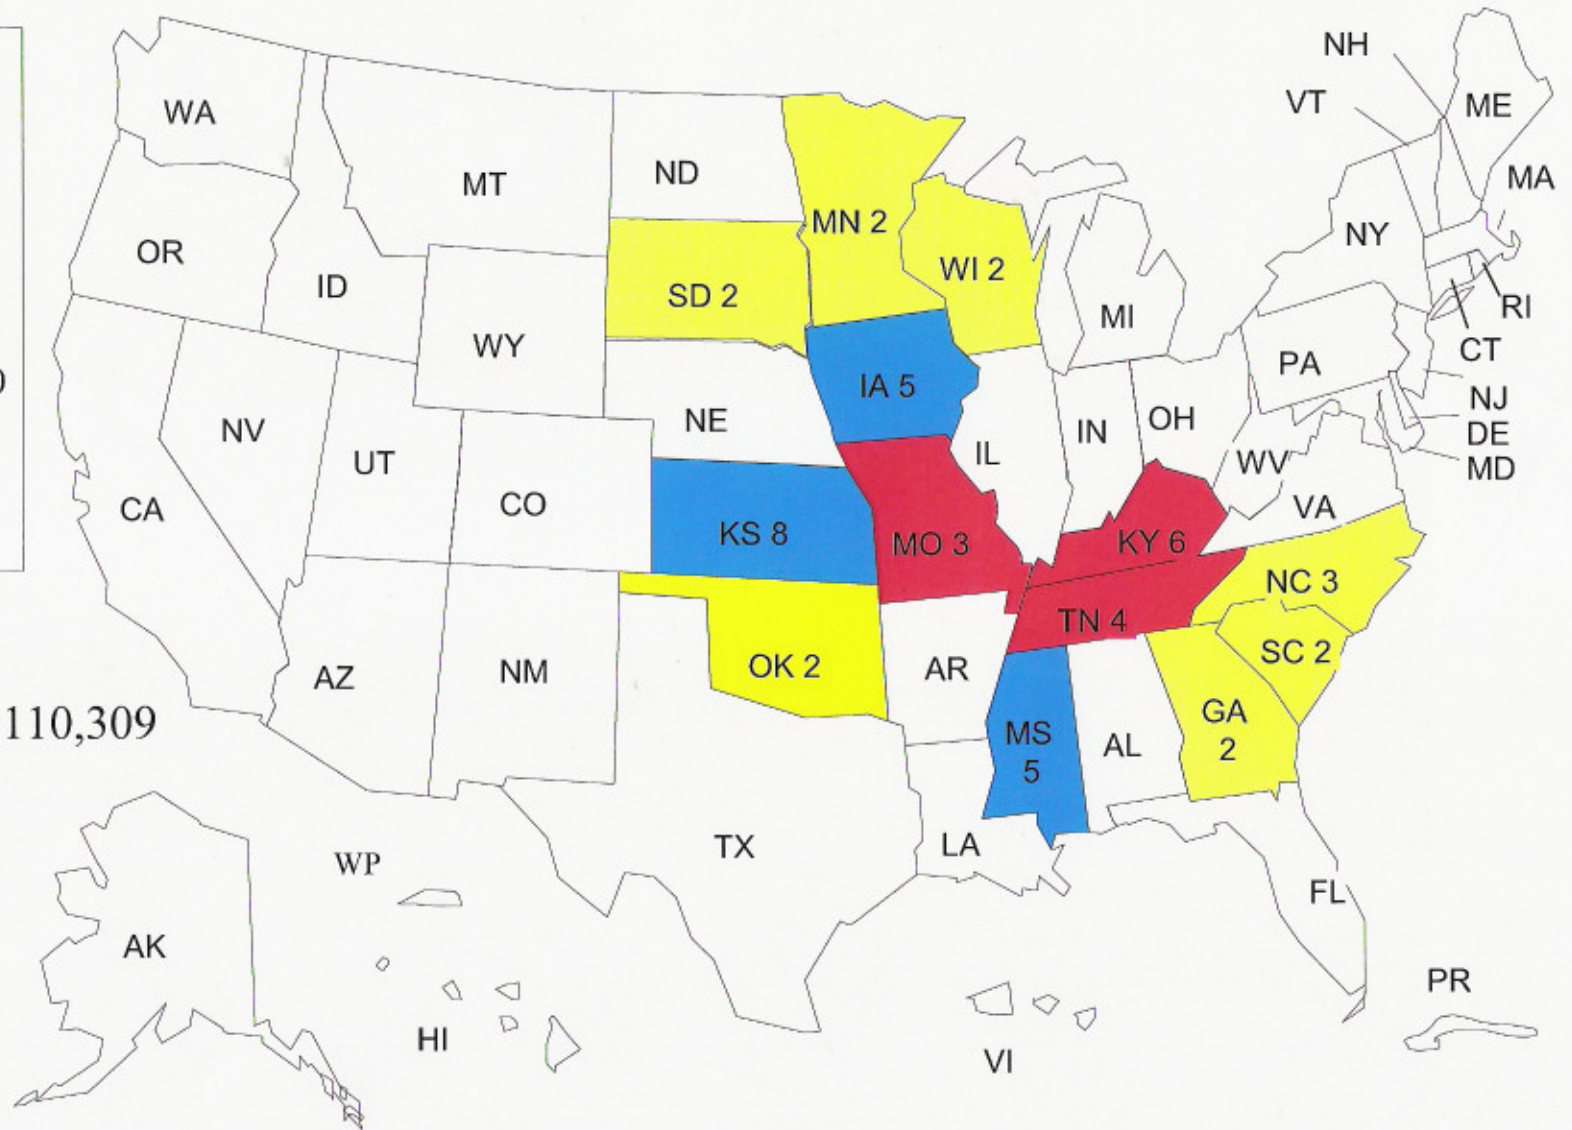 NH
ME
VT
WA
MT
ND
MA
MN 2
NY
OR
WI 2
ID
SD 2
RI
MI
WY
CT
PA
IA 5
NJ
NE
OH
NV
IN
DE
UT
IL
WV
MD
CO
CA
VA
KS 8
MO 3
KY 6
NC 3
TN 4
SC 2
OK 2
AR
AZ
NM
GA
2
110,309
MS
5
AL
TX
LA
WP
FL
AK
PR
HI
VI